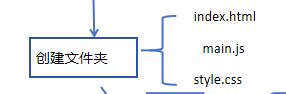 index.html
创建文件夹
main.js
style.css